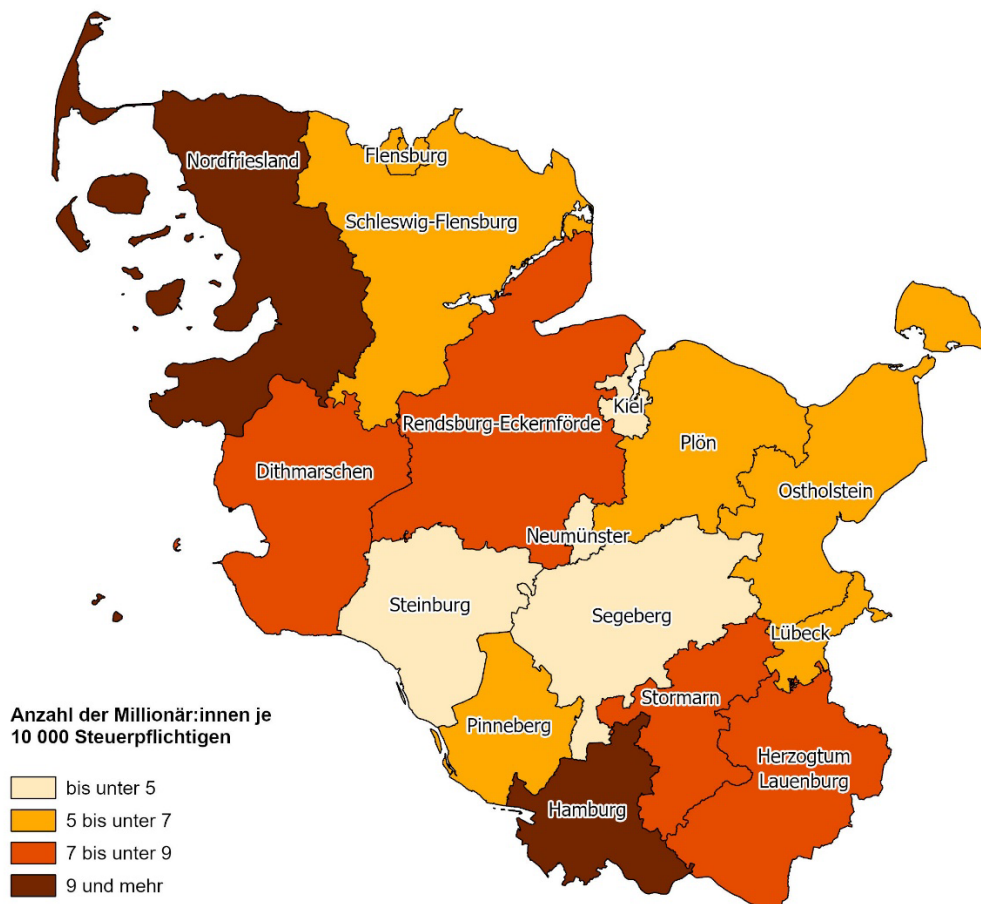 Nordfriesland
Flensburg
Schleswig-Flensburg
Kiel
Rendsburg-Eckernförde
Plön
Dithmarschen
Ostholstein
Neumünster
Steinburg
Segeberg
Lübeck
Stormarn
Pinneberg
Herzogtum
Lauenburg
Hamburg
Anzahl der Millionär:innen je
10 000 Steuerpflichtigen
bis unter 5
5 bis unter 7
7 bis unter 9
9 und mehr